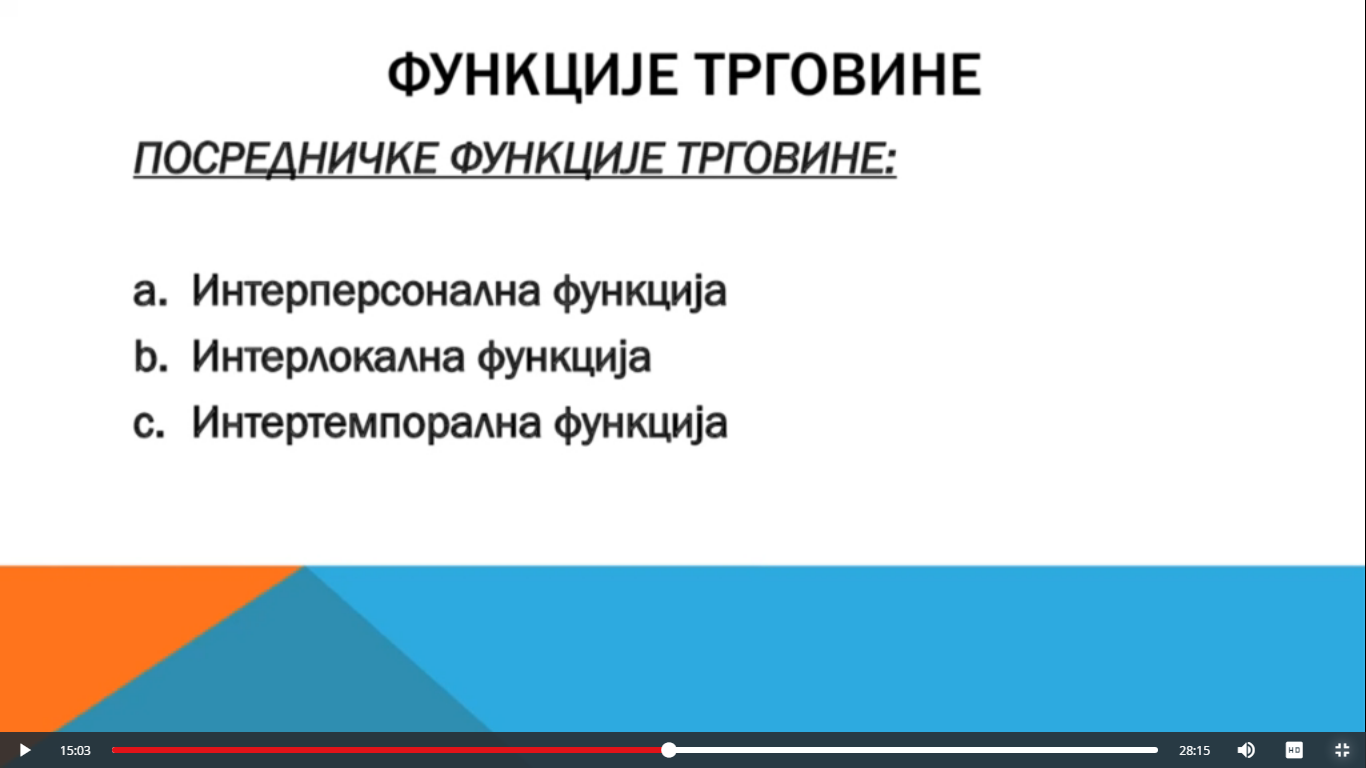 ФУНКЦИЈЕ ТРГОВИНЕ
ПОСРЕДНИЧКЕ ФУНКЦИЈЕ ТРГОВИНЕ:
a. Интерперсонална функција
b. Интерлокална функција
c. Интертемпорална функција
15:03 28:15 HD